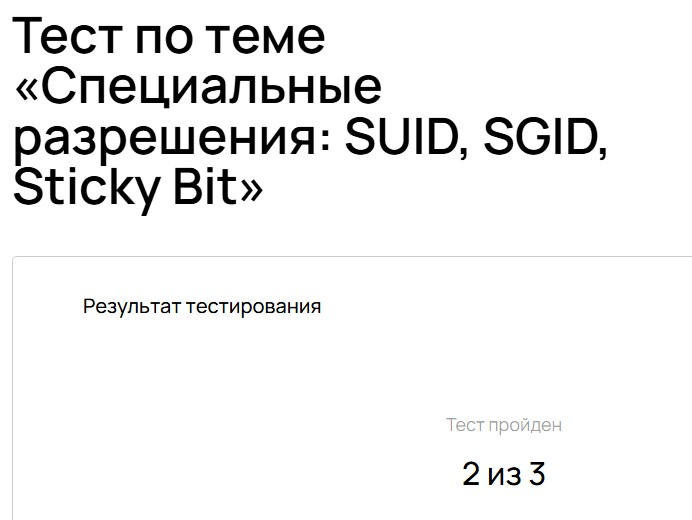 Тест по теме
«Специальные
разрешения: SUID, SGID,
Sticky Bit»
Результат тестирования
Тест пройден
2 из 3